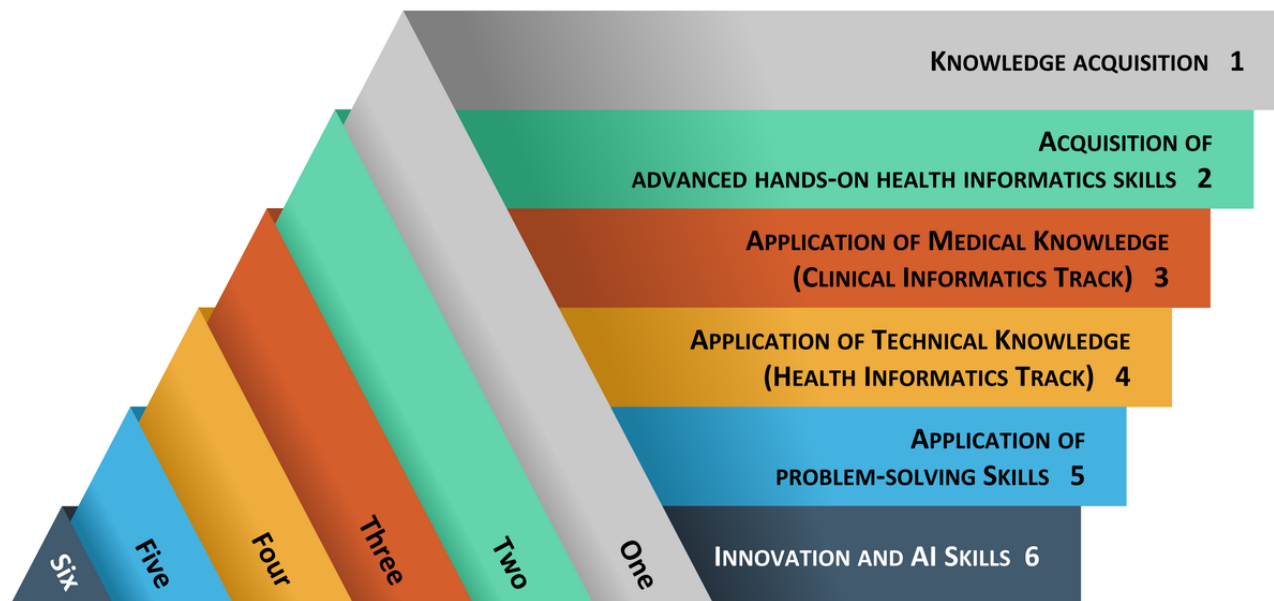 KNOWLEDGE ACQUISITION 1
ACQUISITION OF
ADVANCED HANDS-ON HEALTH INFORMATICS SKILLS 2
APPLICATION OF MEDICAL KNOWLEDGE
(CLINICAL INFORMATICS TRACK) 3
APPLICATION OF TECHNICAL KNOWLEDGE
(HEALTH INFORMATICS TRACK) 4
APPLICATION OF
PROBLEM-SOLVING SKILLS 5
INNOVATION AND AI SKILLS 6
Six
Five
Four
Three
Two
One